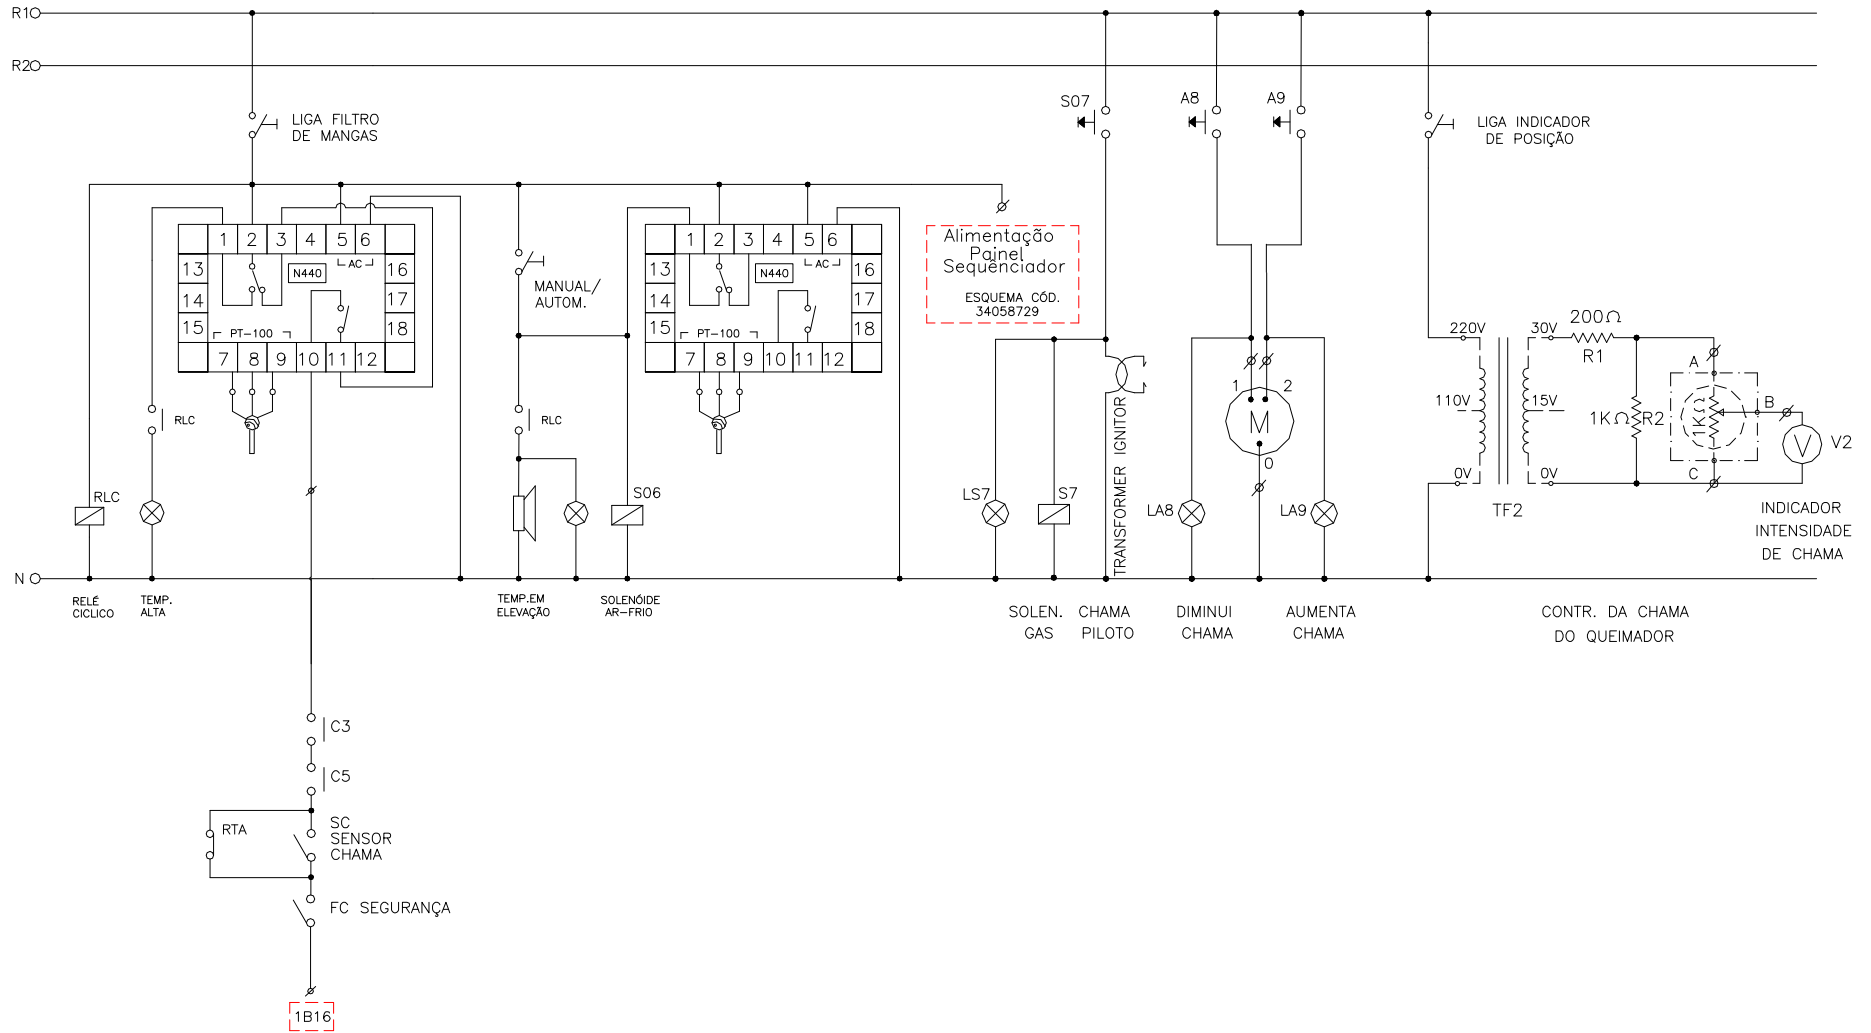 R1
R2
LIGA FILTRO
DE MANGAS
S07
A8
A9
LIGA INDICADOR
DE POSIÇÃO
1 2 3 4 5 6
13 N440 AC 16
14 17
15 PT-100 18
7 8 9 10 11 12
MANUAL/
AUTOM.
1 2 3 4 5 6
13 N440 AC 16
14 17
15 PT-100 18
7 8 9 10 11 12
Alimentação
Painel
Sequênciador
ESQUEMA CÓD.
34058729
220V
110V
0V
30V
15V
0V
TF2
200Ω
R1
1KΩ R2
A
1KΩ
B
C
V
V2
INDICADOR
INTENSIDADE
DE CHAMA
RLC
RLC
RLC
S06
LS7
S7
TRANSFORMER IGNITOR
1 2
M
0
LA8
LA9
N
RELÉ
CICLICO
TEMP.
ALTA
TEMP.EM
ELEVAÇÃO
SOLENÓIDE
AR-FRIO
SOLEN.
GAS
CHAMA
PILOTO
DIMINUI
CHAMA
AUMENTA
CHAMA
CONTR. DA CHAMA
DO QUEIMADOR
C3
C5
RTA
SC
SENSOR
CHAMA
FC SEGURANÇA
1B16